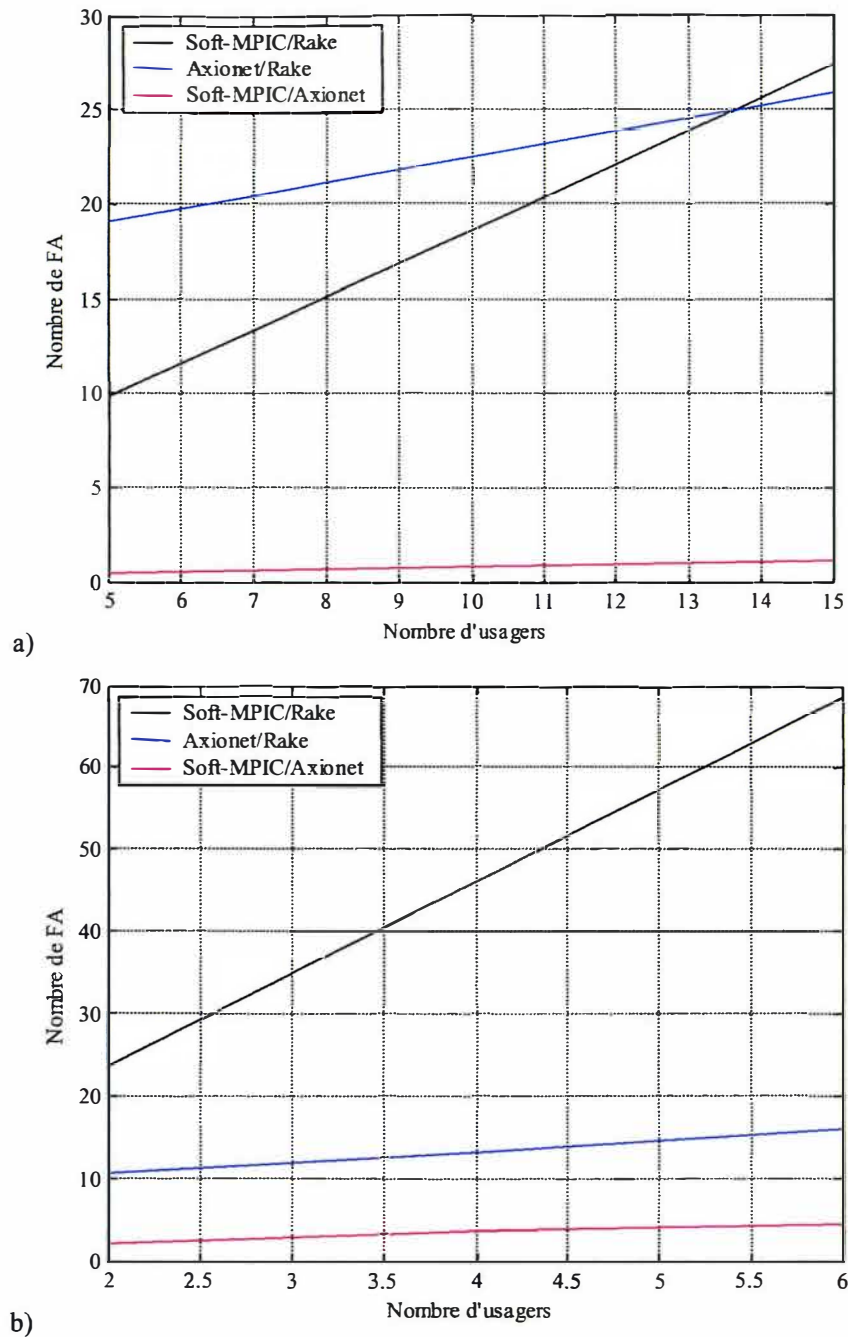 30
25
20
15
10
5
0
Nombre de FA
Soft-MPIC/Rake
Axionet/Rake
Soft-MPIC/Axionet
5 6 7 8 9 10 11 12 13 14 15
Nombre d'usagers
a)
70
60
50
40
30
20
10
0
Nombre de FA
Soft-MPIC/Rake
Axionet/Rake
Soft-MPIC/Axionet
2 2.5 3 3.5 4 4.5 5 5.5 6
Nombre d'usagers
b)